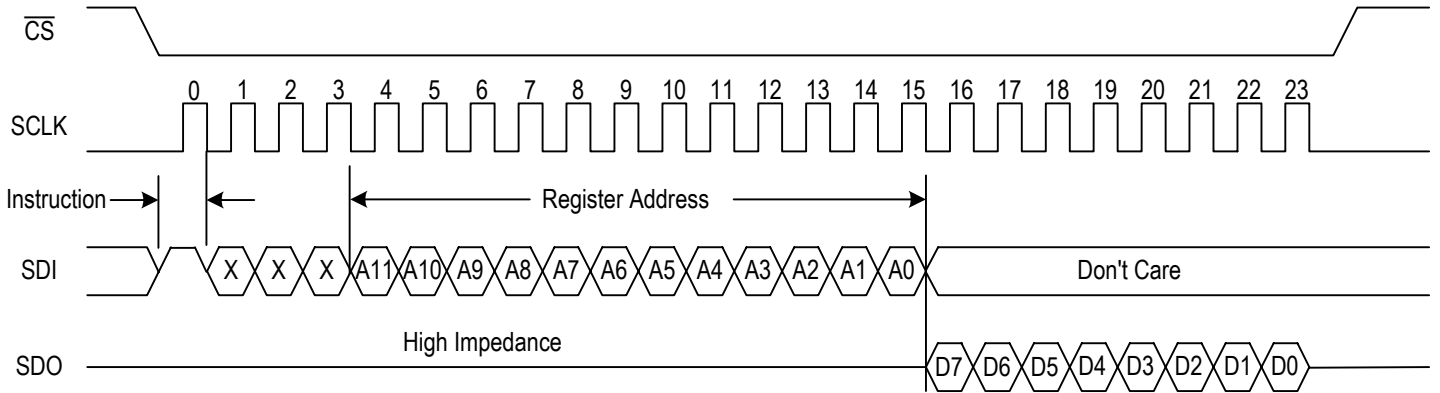 CS
0 1 2 3 4 5 6 7 8 9 10 11 12 13 14 15 16 17 18 19 20 21 22 23
SCLK
Instruction
Register Address
SDI
X X X A11 A10 A9 A8 A7 A6 A5 A4 A3 A2 A1 A0 Don't Care
High Impedance
SDO
D7 D6 D5 D4 D3 D2 D1 D0